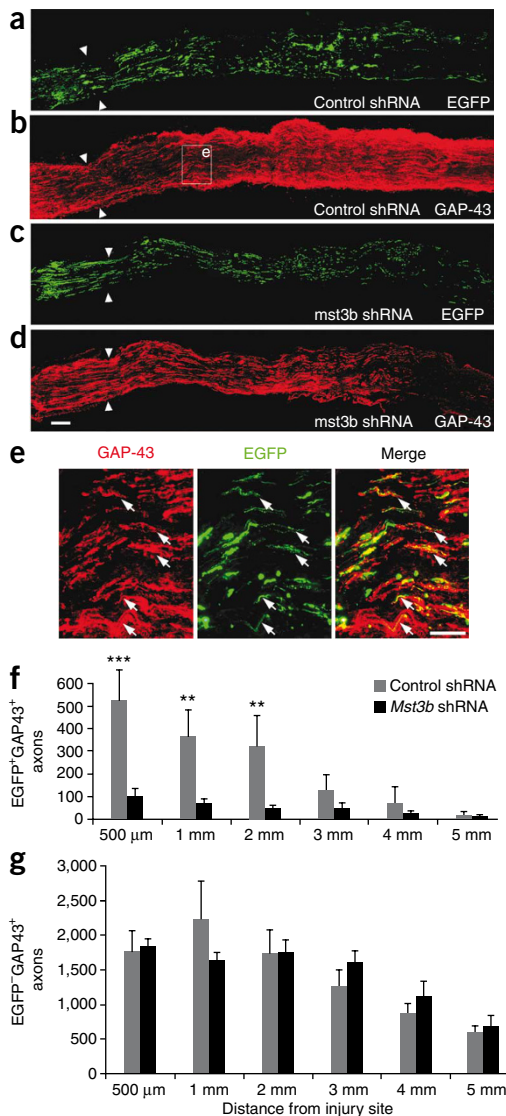 a
Control shRNA EGFP
b
e
Control shRNA GAP-43
c
mst3b shRNA EGFP
d
mst3b shRNA GAP-43
e
GAP-43 EGFP Merge
f
*** ** **
Control shRNA
Mst3b shRNA
EGFP⁺GAP43⁺
axons
600
500
400
300
200
100
0
500 µm 1 mm 2 mm 3 mm 4 mm 5 mm
g
EGFP⁻GAP43⁺
axons
3,000
2,500
2,000
1,500
1,000
500
0
500 µm 1 mm 2 mm 3 mm 4 mm 5 mm
Distance from injury site